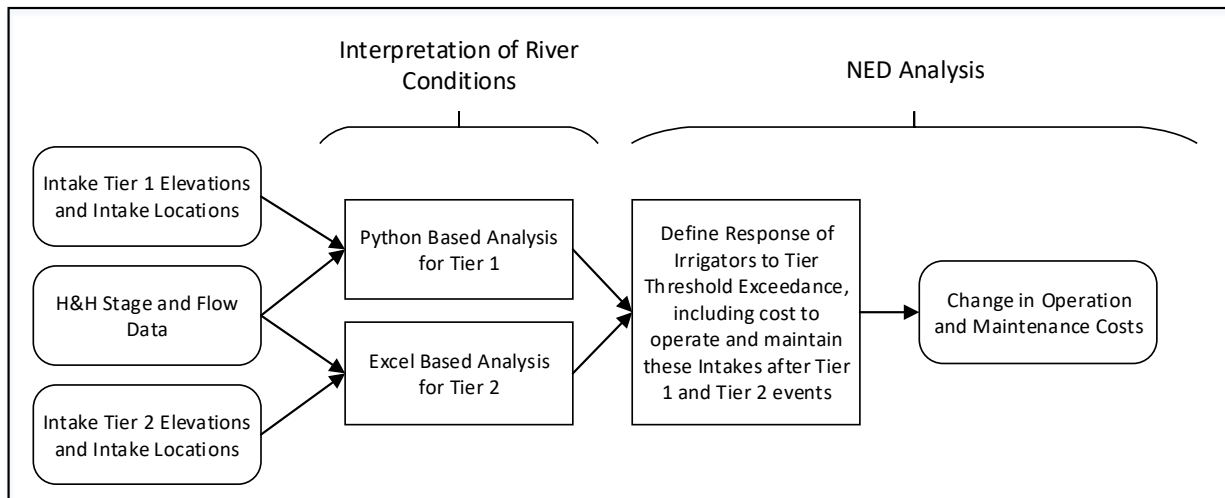 Interpretation of River
Conditions
NED Analysis
Intake Tier 1 Elevations
and Intake Locations
H&H Stage and Flow
Data
Intake Tier 2 Elevations
and Intake Locations
Python Based Analysis
for Tier 1
Excel Based Analysis
for Tier 2
Define Response of
Irrigators to Tier
Threshold Exceedance,
including cost to
operate and maintain
these Intakes after Tier
1 and Tier 2 events
Change in Operation
and Maintenance Costs